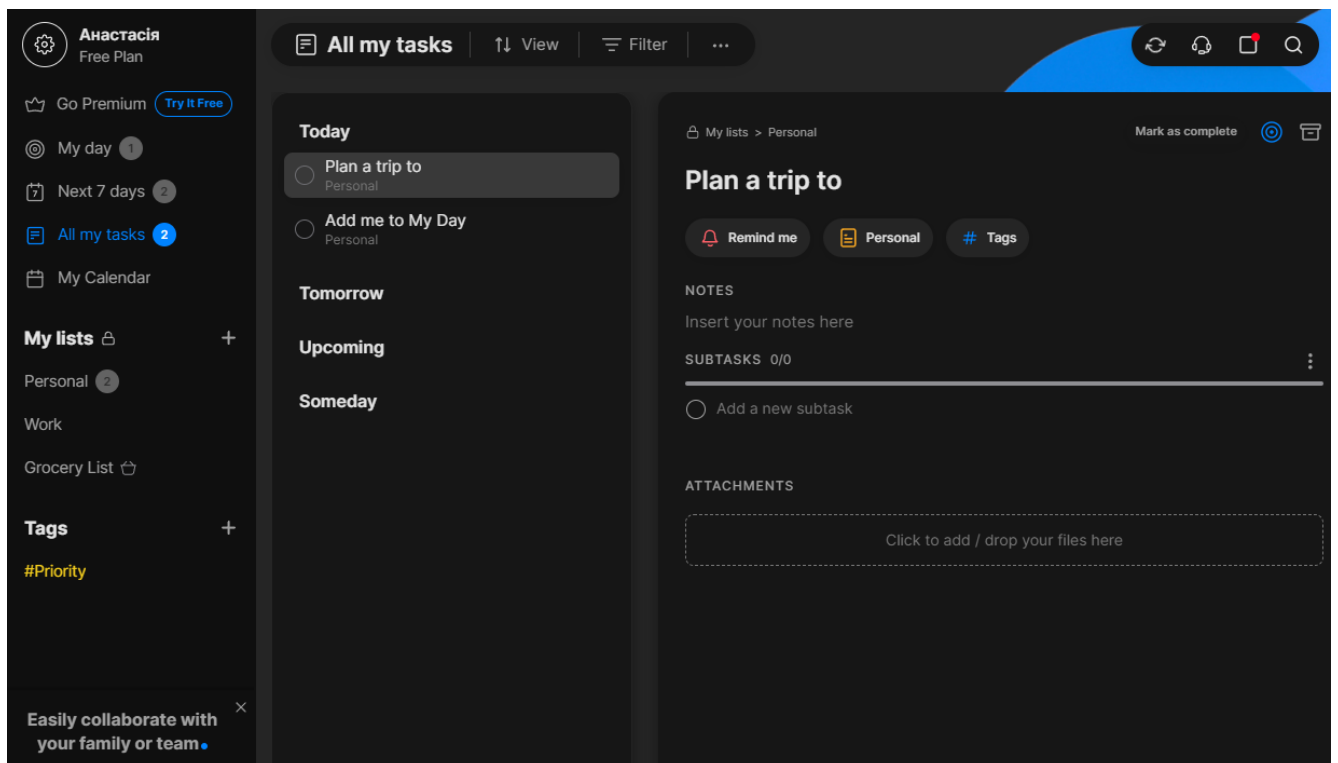 Анастасія
Free Plan
Go Premium Try It Free
My day 1
7 Next 7 days 2
All my tasks 2
My Calendar
My lists
Personal 2
Work
Grocery List
Tags
#Priority
Easily collaborate with
your family or team
All my tasks View Filter
Today
Plan a trip to
Personal
Add me to My Day
Personal
Tomorrow
Upcoming
Someday
My lists > Personal Mark as complete
Plan a trip to
Remind me Personal # Tags
NOTES
Insert your notes here
SUBTASKS 0/0
Add a new subtask
ATTACHMENTS
Click to add / drop your files here